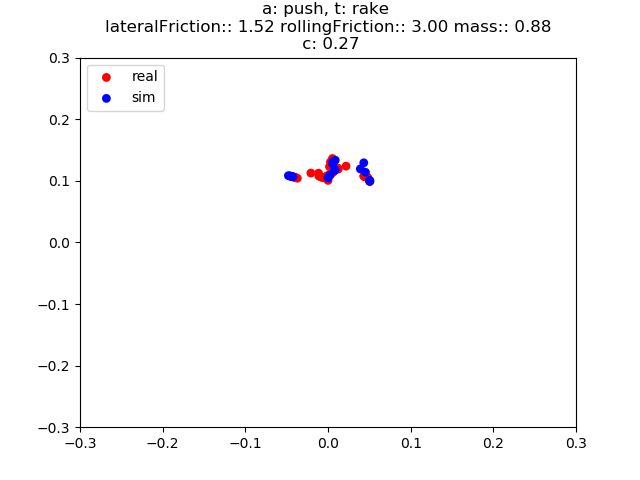 a: push, t: rake
lateralFriction:: 1.52 rollingFriction:: 3.00 mass:: 0.88
c: 0.27
real
sim
0.3
0.2
0.1
0.0
−0.1
−0.2
−0.3
−0.3
−0.2
−0.1
0.0
0.1
0.2
0.3